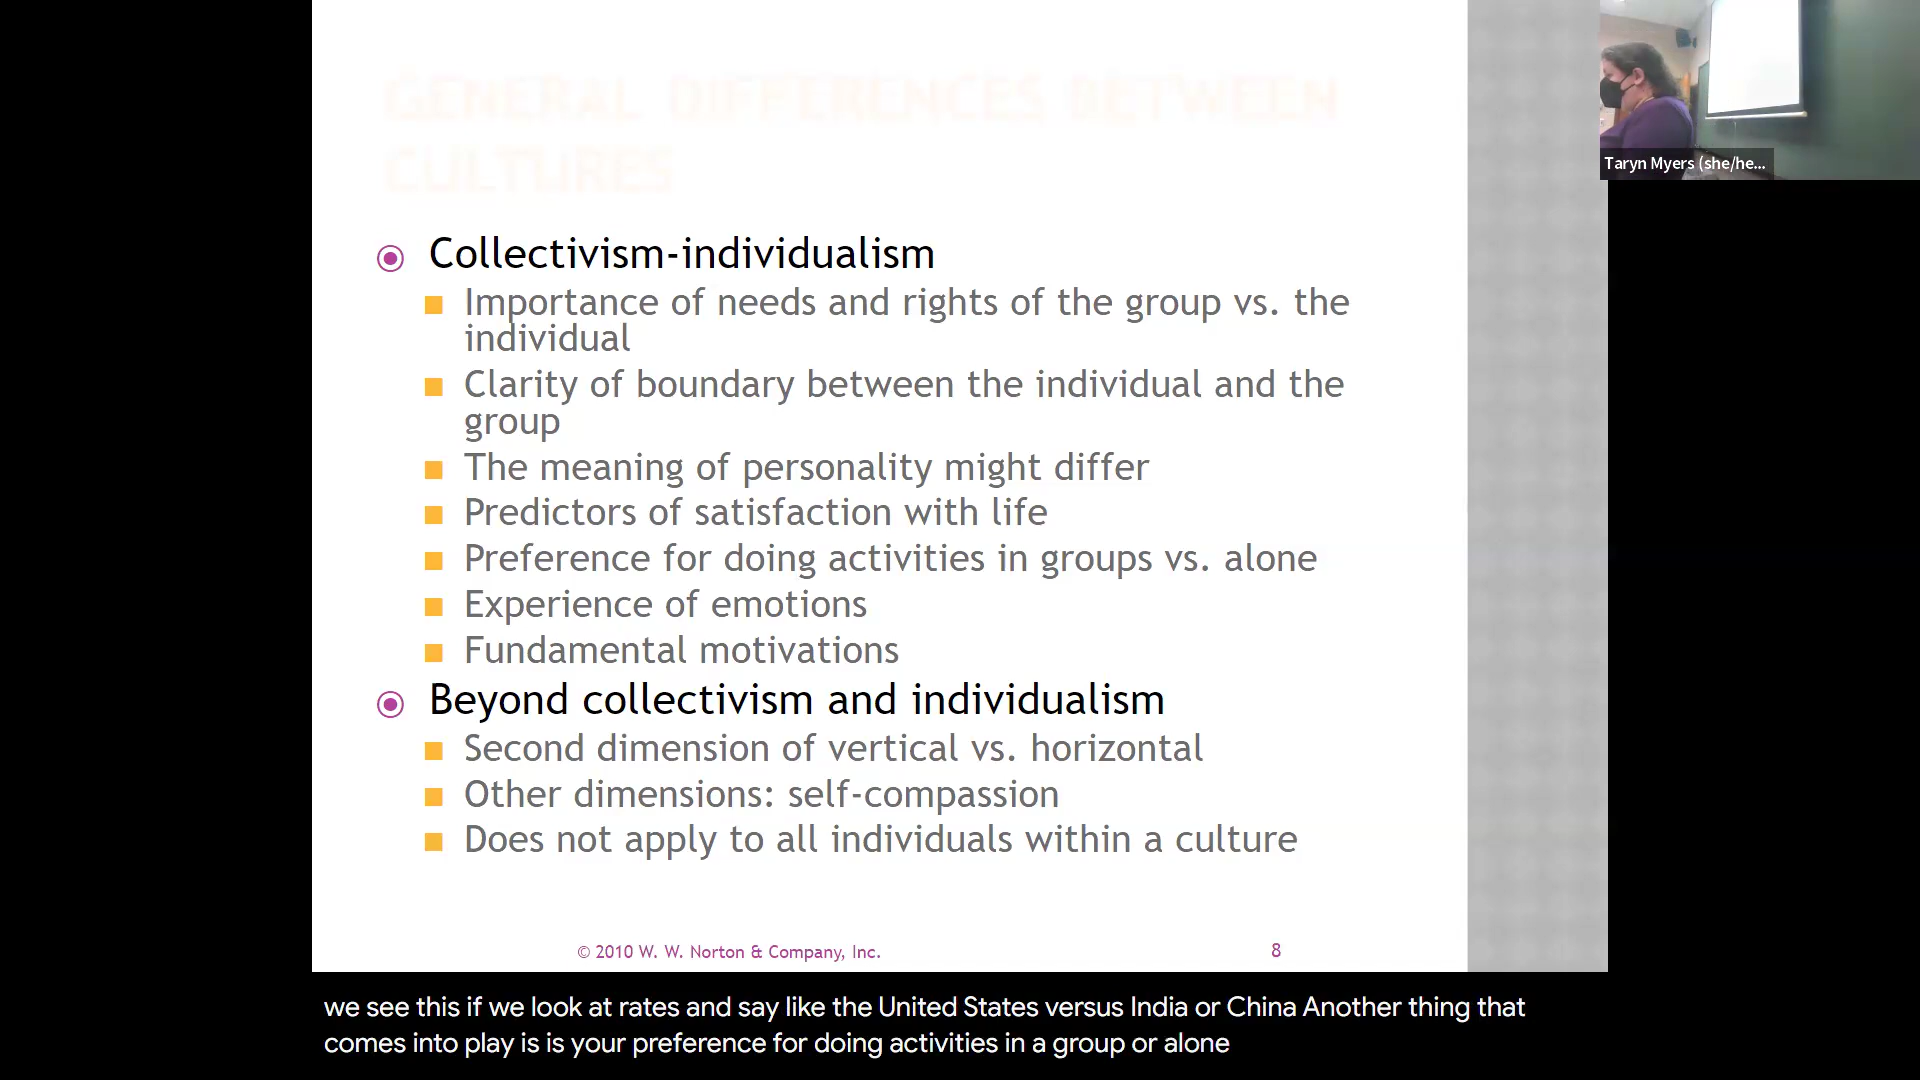 GENERAL DIFFERENCES BETWEEN
CULTURES
Collectivism-individualism
Importance of needs and rights of the group vs. the
individual
Clarity of boundary between the individual and the
group
The meaning of personality might differ
Predictors of satisfaction with life
Preference for doing activities in groups vs. alone
Experience of emotions
Fundamental motivations
Beyond collectivism and individualism
Second dimension of vertical vs. horizontal
Other dimensions: self-compassion
Does not apply to all individuals within a culture
© 2010 W. W. Norton & Company, Inc.
8
Taryn Myers (she/he...
we see this if we look at rates and say like the United States versus India or China Another thing that
comes into play is is your preference for doing activities in a group or alone